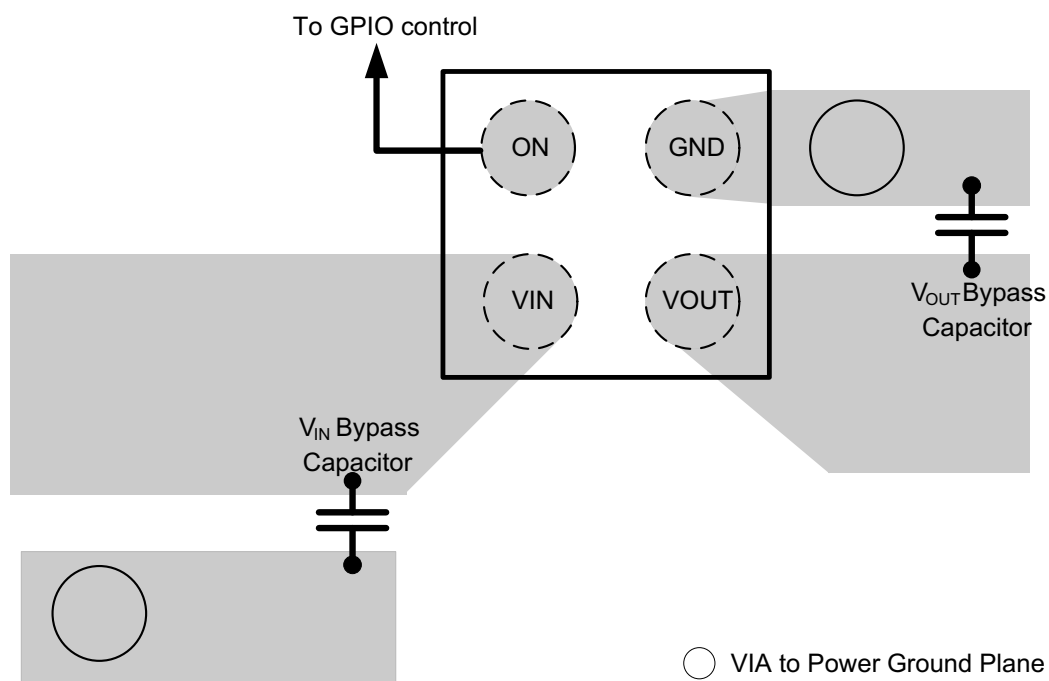 To GPIO control
ON
GND
VIN
VOUT
VOUT Bypass
Capacitor
VIN Bypass
Capacitor
VIA to Power Ground Plane